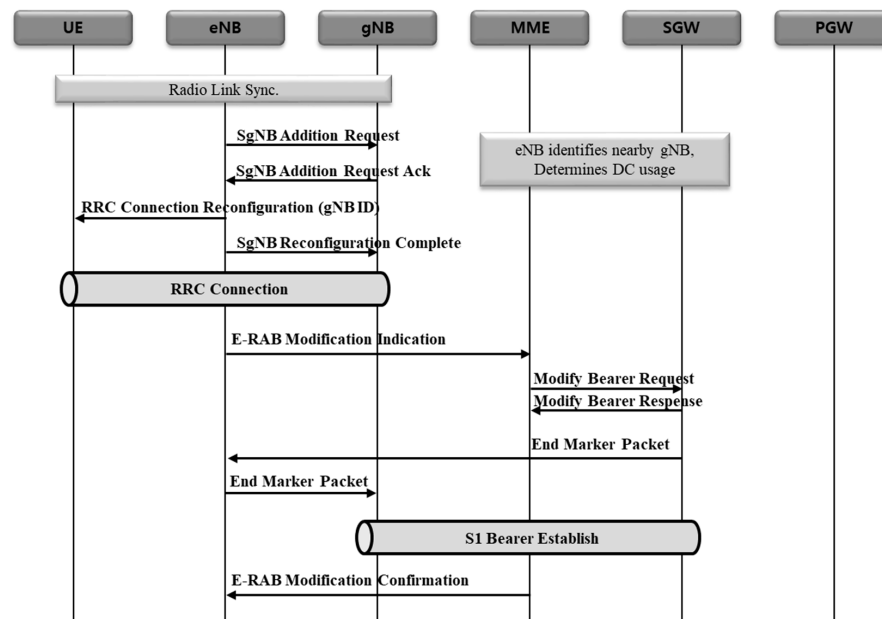 UE eNB gNB MME SGW PGW
Radio Link Sync.
SgNB Addition Request
eNB identifies nearby gNB,
Determines DC usage
SgNB Addition Request Ack
RRC Connection Reconfiguration (gNB ID)
SgNB Reconfiguration Complete
RRC Connection
E-RAB Modification Indication
Modify Bearer Request
Modify Bearer Respense
End Marker Packet
End Marker Packet
S1 Bearer Establish
E-RAB Modification Confirmation